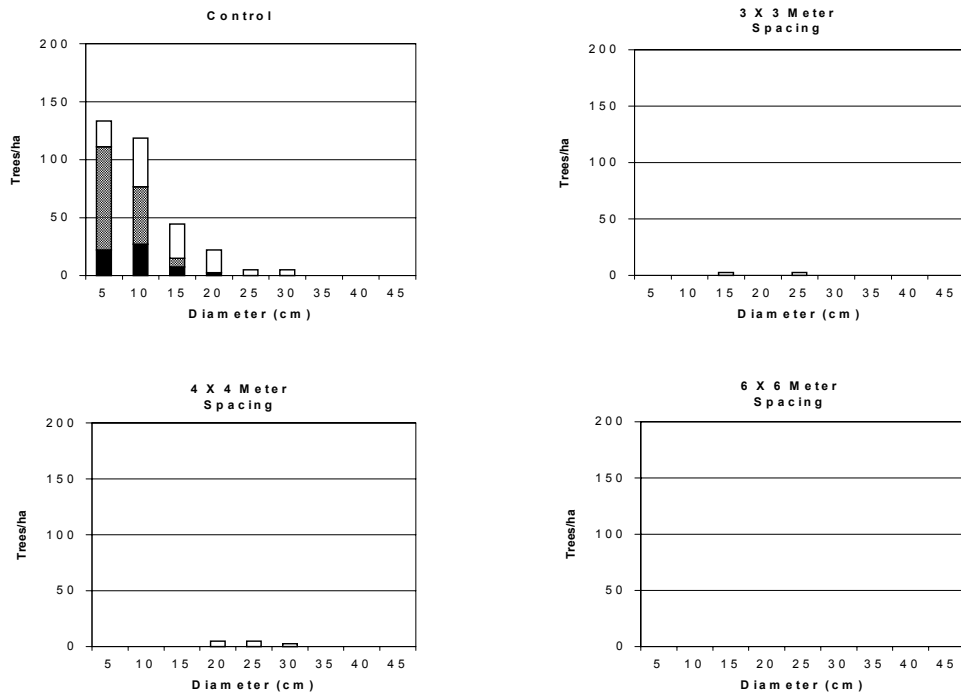 Control
200
150
100
50
0
Trees/ha
5 10 15 20 25 30 35 40 45
Diameter (cm)
3 X 3 Meter
Spacing
200
150
100
50
0
Trees/ha
5 10 15 20 25 30 35 40 45
Diameter (cm)
4 X 4 Meter
Spacing
200
150
100
50
0
Trees/ha
5 10 15 20 25 30 35 40 45
Diameter (cm)
6 X 6 Meter
Spacing
200
150
100
50
0
Trees/ha
5 10 15 20 25 30 35 40 45
Diameter (cm)